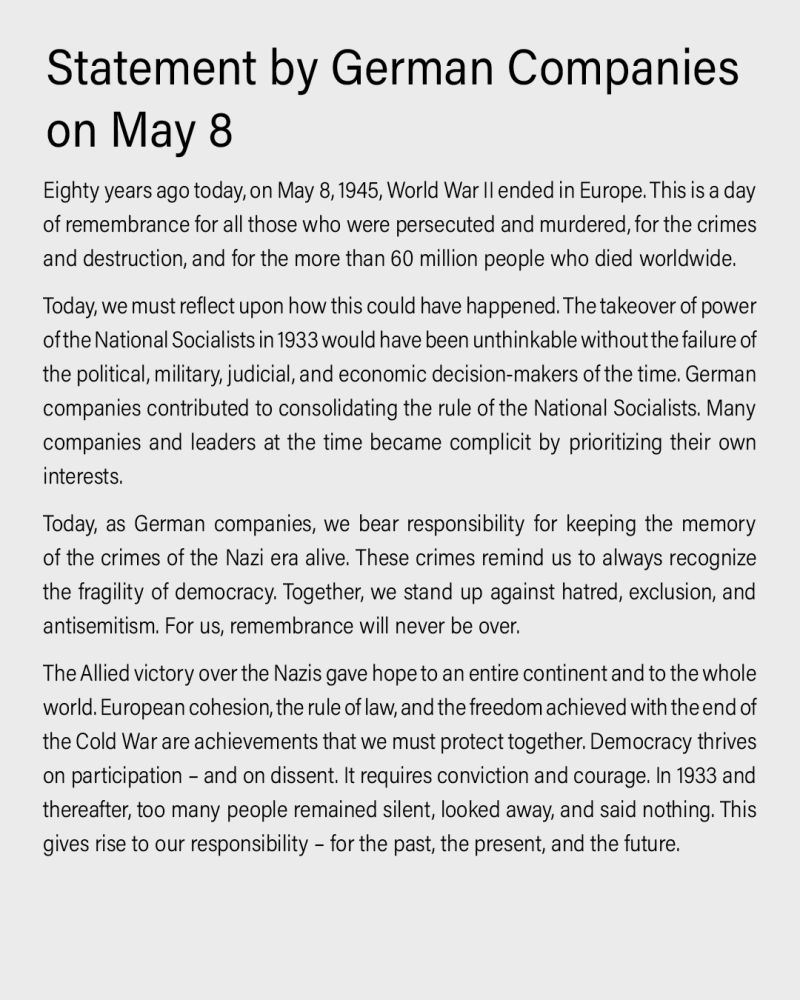 Statement by German Companies
on May 8
Eighty years ago today, on May 8, 1945, World War II ended in Europe. This is a day
of remembrance for all those who were persecuted and murdered, for the crimes
and destruction, and for the more than 60 million people who died worldwide.
Today, we must reflect upon how this could have happened. The takeover of power
of the National Socialists in 1933 would have been unthinkable without the failure of
the political, military, judicial, and economic decision-makers of the time. German
companies contributed to consolidating the rule of the National Socialists. Many
companies and leaders at the time became complicit by prioritizing their own
interests.
Today, as German companies, we bear responsibility for keeping the memory
of the crimes of the Nazi era alive. These crimes remind us to always recognize
the fragility of democracy. Together, we stand up against hatred, exclusion, and
antisemitism. For us, remembrance will never be over.
The Allied victory over the Nazis gave hope to an entire continent and to the whole
world. European cohesion, the rule of law, and the freedom achieved with the end of
the Cold War are achievements that we must protect together. Democracy thrives
on participation – and on dissent. It requires conviction and courage. In 1933 and
thereafter, too many people remained silent, looked away, and said nothing. This
gives rise to our responsibility – for the past, the present, and the future.